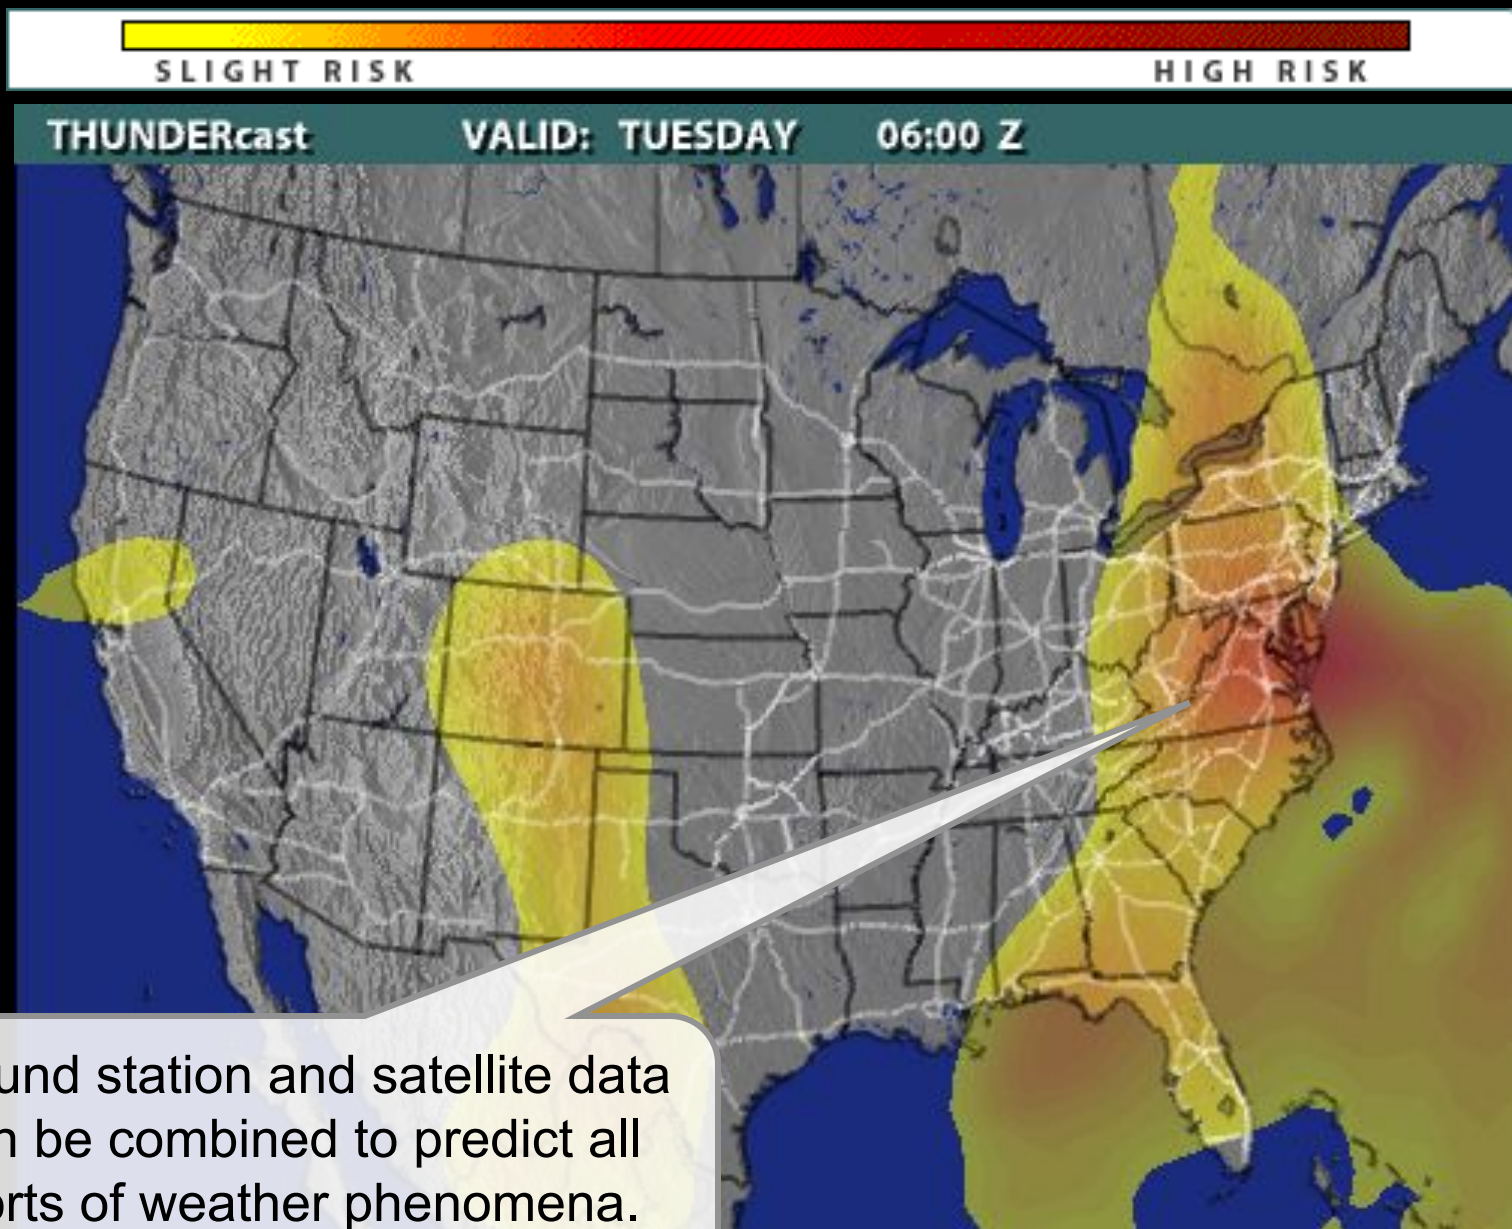 SLIGHT RISK HIGH RISK
THUNDERcast VALID: TUESDAY 06:00 Z
und station and satellite data
n be combined to predict all
rts of weather phenomena.